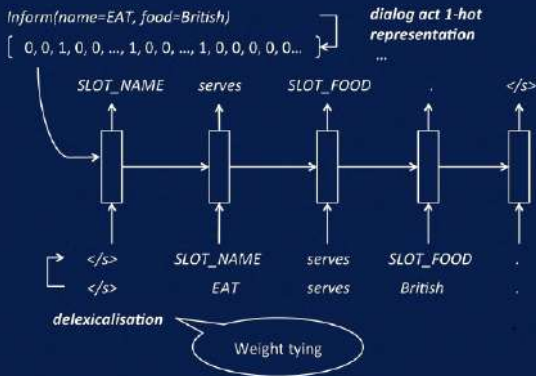 Inform(name=EAT, food=British)
dialog act 1-hot
representation
[ 0, 0, 1, 0, 0, ..., 1, 0, 0, ..., 1, 0, 0, 0, 0, 0... ]
...
SLOT_NAME serves SLOT_FOOD . </s>
</s> SLOT_NAME serves SLOT_FOOD .
</s> EAT serves British .
delexicalisation
Weight tying